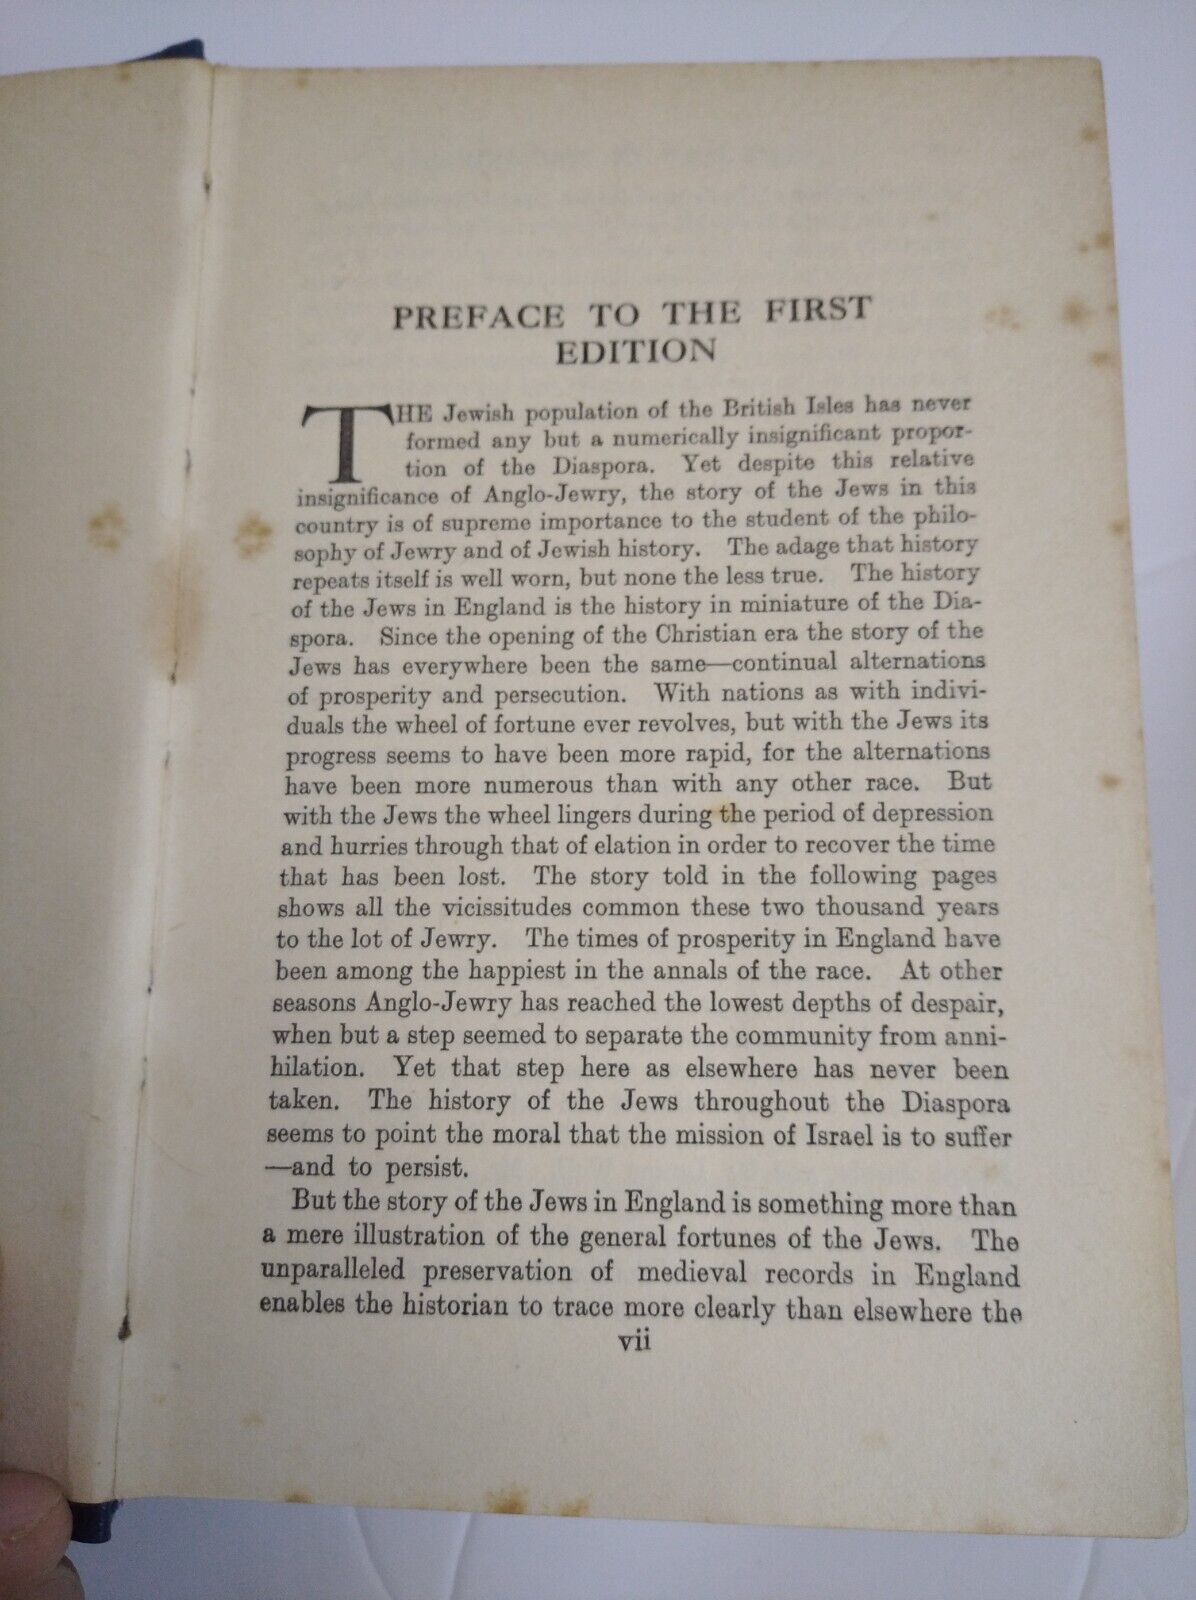 PREFACE TO THE FIRST
EDITION
THE Jewish population of the British Isles has never
formed any but a numerically insignificant propor-
tion of the Diaspora. Yet despite this relative
insignificance of Anglo-Jewry, the story of the Jews in this
country is of supreme importance to the student of the philo-
sophy of Jewry and of Jewish history. The adage that history
repeats itself is well worn, but none the less true. The history
of the Jews in England is the history in miniature of the Dia-
spora. Since the opening of the Christian era the story of the
Jews has everywhere been the same—continual alternations
of prosperity and persecution. With nations as with indivi-
duals the wheel of fortune ever revolves, but with the Jews its
progress seems to have been more rapid, for the alternations
have been more numerous than with any other race. But
with the Jews the wheel lingers during the period of depression
and hurries through that of elation in order to recover the time
that has been lost. The story told in the following pages
shows all the vicissitudes common these two thousand years
to the lot of Jewry. The times of prosperity in England have
been among the happiest in the annals of the race. At other
seasons Anglo-Jewry has reached the lowest depths of despair,
when but a step seemed to separate the community from anni-
hilation. Yet that step here as elsewhere has never been
taken. The history of the Jews throughout the Diaspora
seems to point the moral that the mission of Israel is to suffer
—and to persist.
But the story of the Jews in England is something more than
a mere illustration of the general fortunes of the Jews. The
unparalleled preservation of medieval records in England
enables the historian to trace more clearly than elsewhere the
vii